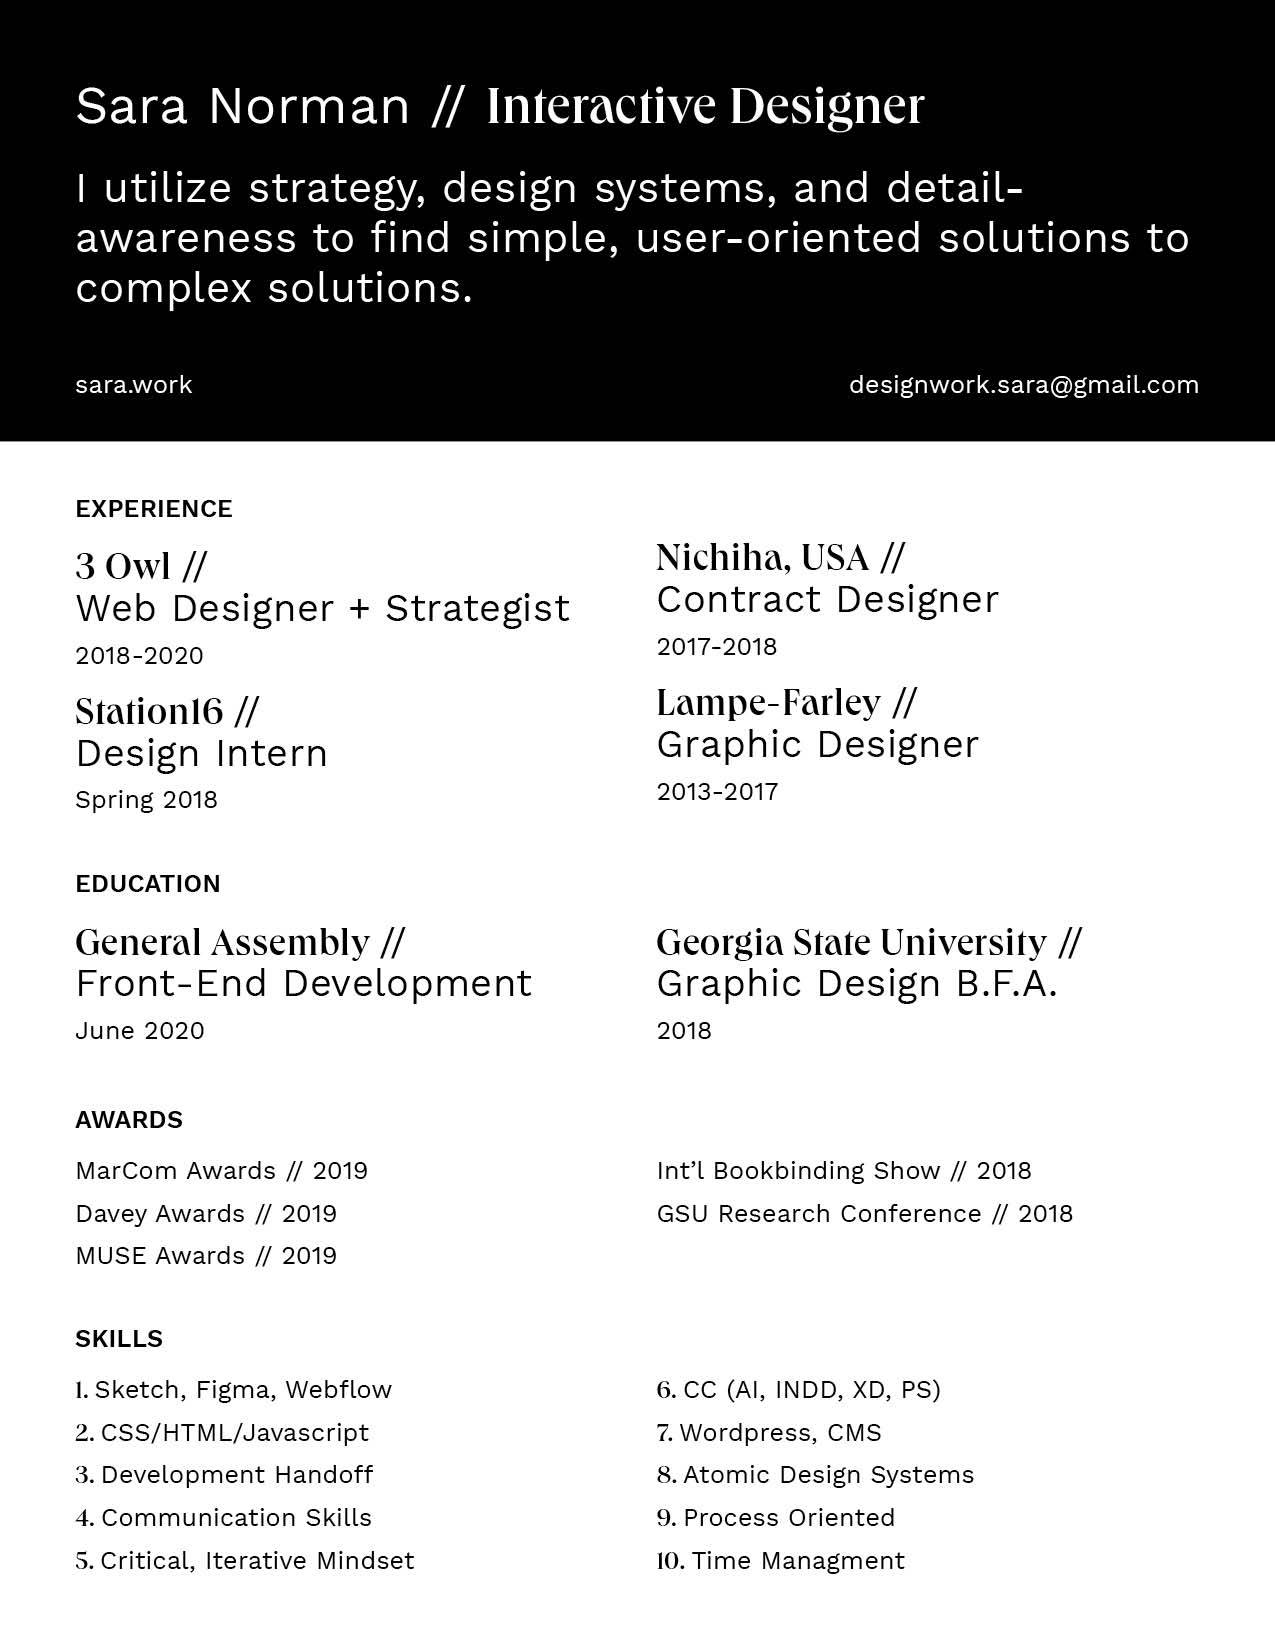 Sara Norman // Interactive Designer
I utilize strategy, design systems, and detail-
awareness to find simple, user-oriented solutions to
complex solutions.
sara.work
designwork.sara@gmail.com
EXPERIENCE
3 Owl //
Web Designer + Strategist
2018-2020
Station16 //
Design Intern
Spring 2018
Nichiha, USA //
Contract Designer
2017-2018
Lampe-Farley //
Graphic Designer
2013-2017
EDUCATION
General Assembly //
Front-End Development
June 2020
Georgia State University //
Graphic Design B.F.A.
2018
AWARDS
MarCom Awards // 2019
Davey Awards // 2019
MUSE Awards // 2019
Int’l Bookbinding Show // 2018
GSU Research Conference // 2018
SKILLS
1. Sketch, Figma, Webflow
2. CSS/HTML/Javascript
3. Development Handoff
4. Communication Skills
5. Critical, Iterative Mindset
6. CC (AI, INDD, XD, PS)
7. Wordpress, CMS
8. Atomic Design Systems
9. Process Oriented
10. Time Managment